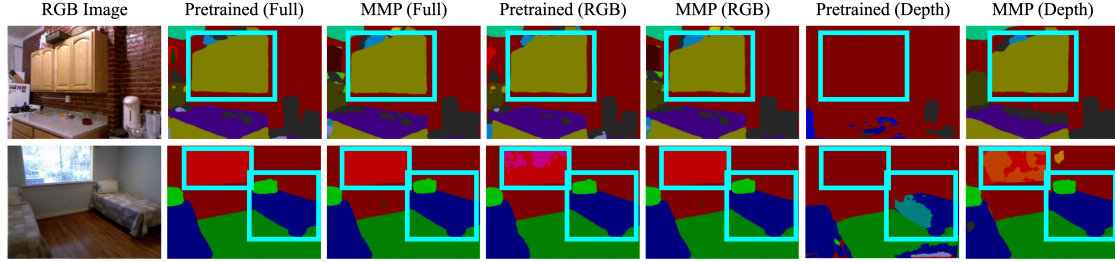 RGB Image Pretrained (Full) MMP (Full) Pretrained (RGB) MMP (RGB) Pretrained (Depth) MMP (Depth)